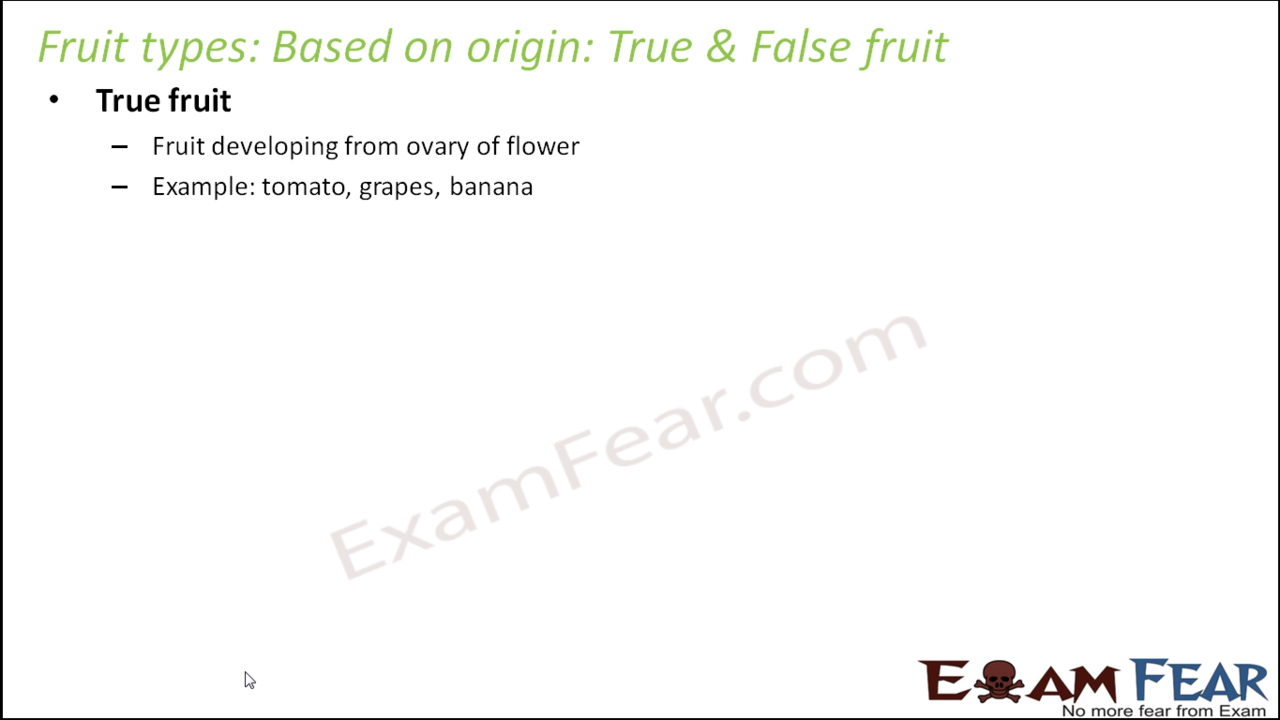 Fruit types: Based on origin: True & False fruit
• True fruit
– Fruit developing from ovary of flower
– Example: tomato, grapes, banana
ExamFear.com
EXAM FEAR
No more fear from Exam